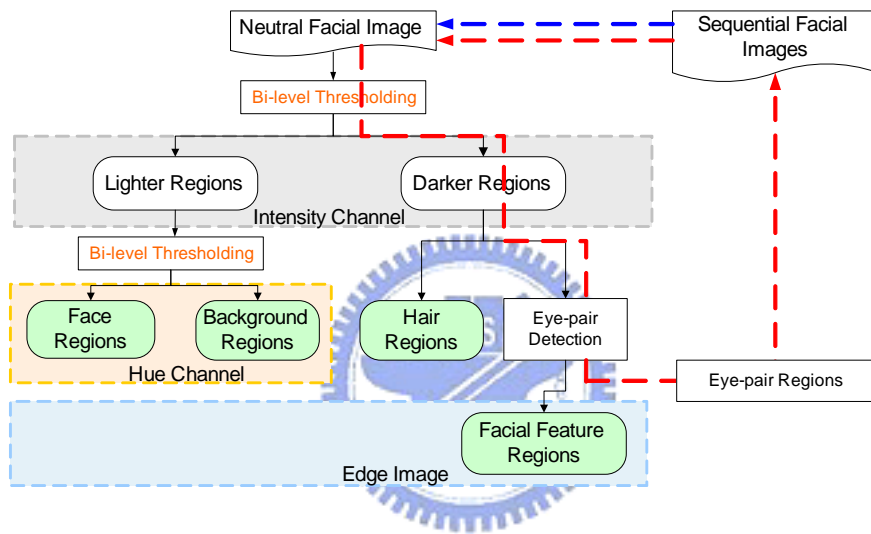 Neutral Facial Image
Sequential Facial
Images
Bi-level Thresholding
Lighter Regions
Darker Regions
Intensity Channel
Bi-level Thresholding
Face
Regions
Background
Regions
Hair
Regions
Eye-pair
Detection
Hue Channel
Eye-pair Regions
Facial Feature
Regions
Edge Image